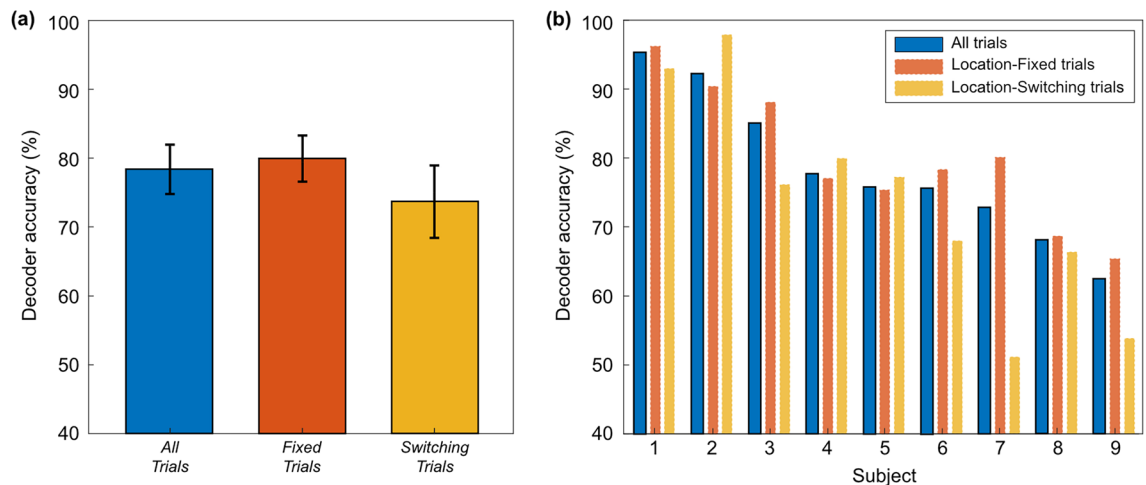 (a)
100
90
80
70
60
50
40
Decoder accuracy (%)
All
Trials
Fixed
Trials
Switching
Trials
(b)
100
90
80
70
60
50
40
Decoder accuracy (%)
All trials
Location-Fixed trials
Location-Switching trials
1 2 3 4 5 6 7 8 9
Subject